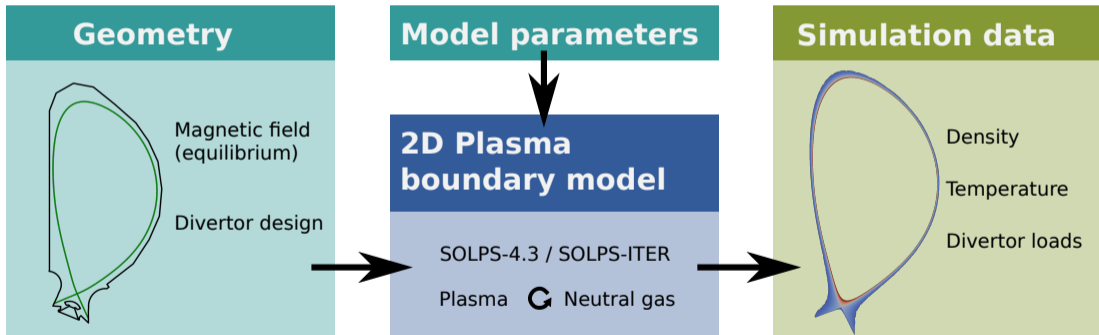 Geometry
Magnetic field
(equilibrium)
Divertor design
Model parameters
2D Plasma
boundary model
SOLPS-4.3 / SOLPS-ITER
Plasma Neutral gas
Simulation data
Density
Temperature
Divertor loads